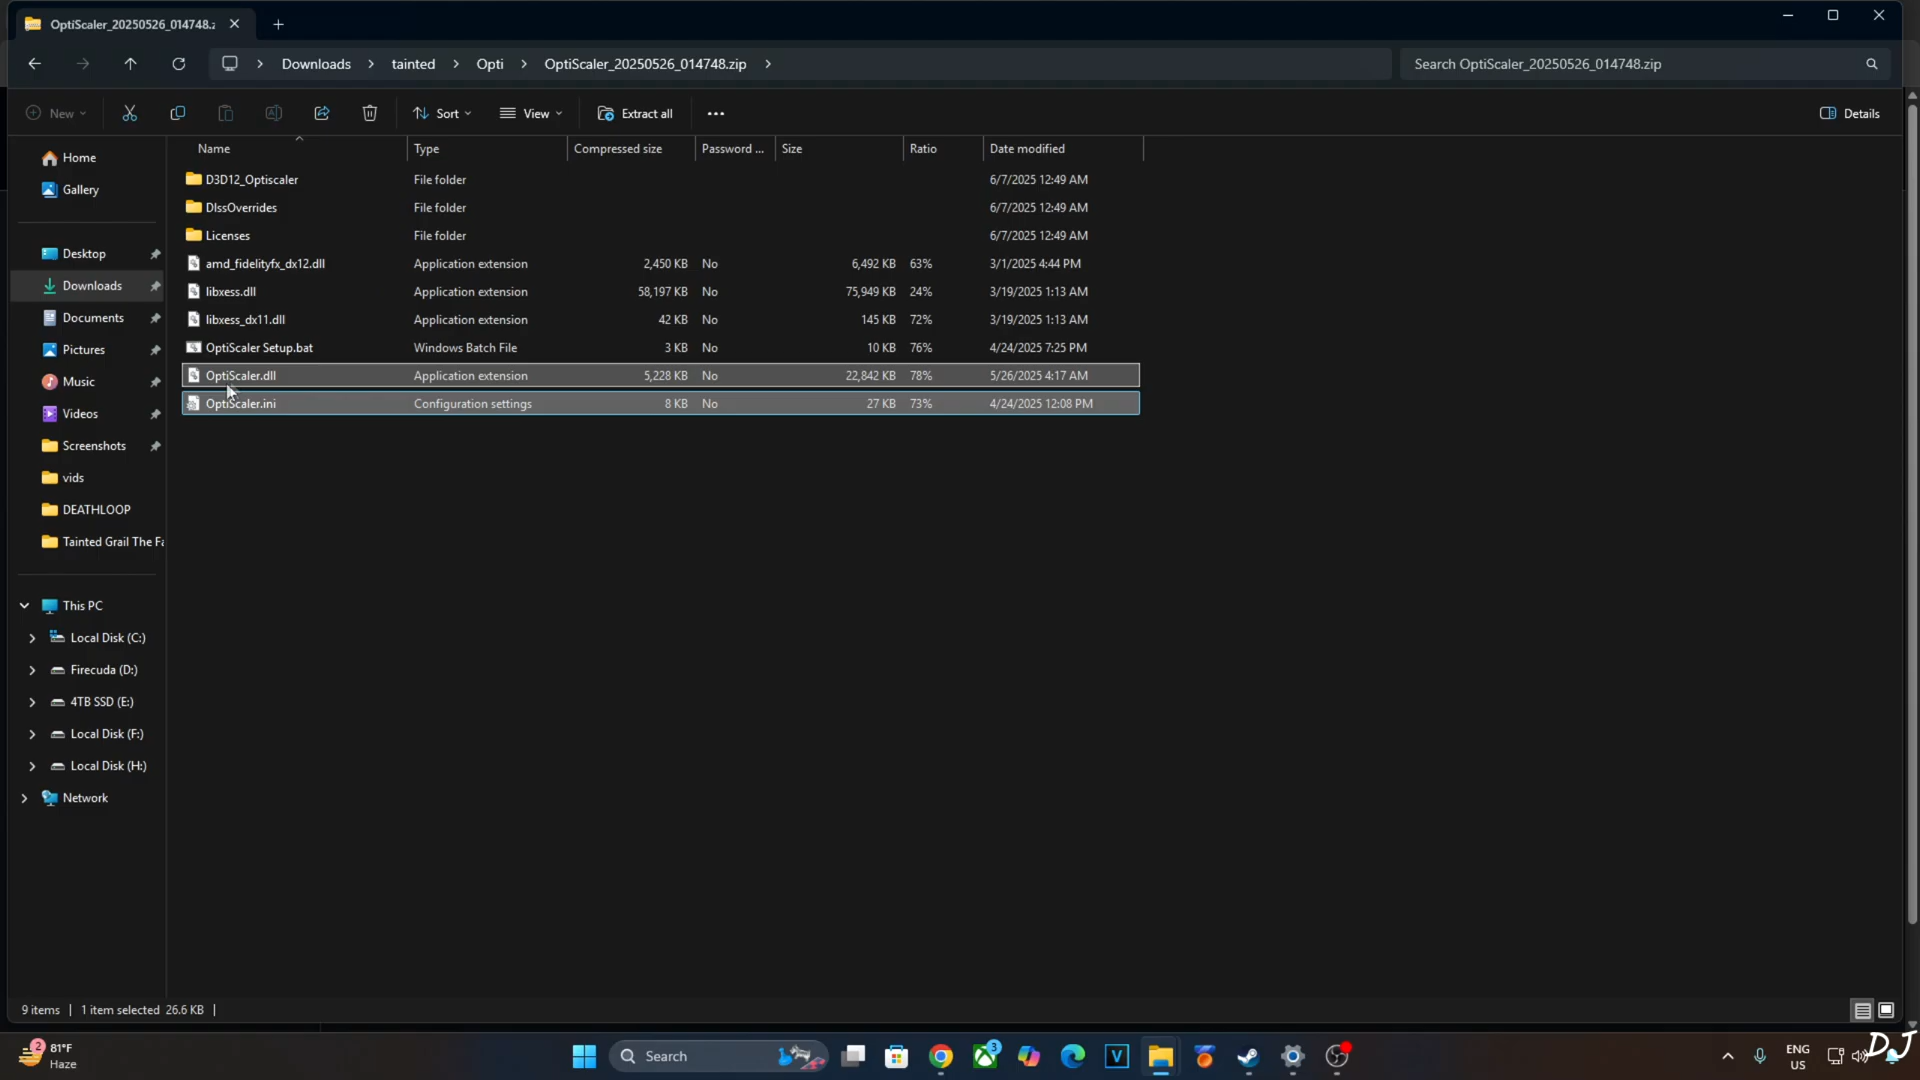 OptiScaler_20250526_014748.z
Downloads
tainted
Opti
OptiScaler_20250526_014748.zip
Search OptiScaler_20250526_014748.zip
New
Sort
View
Extract all
Details
Name Type Compressed size Password ... Size Ratio Date modified
D3D12_Optiscaler File folder 6/7/2025 12:49 AM
DlssOverrides File folder 6/7/2025 12:49 AM
Licenses File folder 6/7/2025 12:49 AM
amd_fidelityfx_dx12.dll Application extension 2,450 KB No 6,492 KB 63% 3/1/2025 4:44 PM
libxess.dll Application extension 58,197 KB No 75,949 KB 24% 3/19/2025 1:13 AM
libxess_dx11.dll Application extension 42 KB No 145 KB 72% 3/19/2025 1:13 AM
OptiScaler Setup.bat Windows Batch File 3 KB No 10 KB 76% 4/24/2025 7:25 PM
OptiScaler.dll Application extension 5,228 KB No 22,842 KB 78% 5/26/2025 4:17 AM
OptiScaler.ini Configuration settings 8 KB No 27 KB 73% 4/24/2025 12:08 PM
Home
Gallery
Desktop
Downloads
Documents
Pictures
Music
Videos
Screenshots
vids
DEATHLOOP
Tainted Grail The Fa
This PC
Local Disk (C:)
Firecuda (D:)
4TB SSD (E:)
Local Disk (F:)
Local Disk (H:)
Network
9 items 1 item selected 26.6 KB
2
81°F
Haze
Search
3
V
ENG
US
DJ